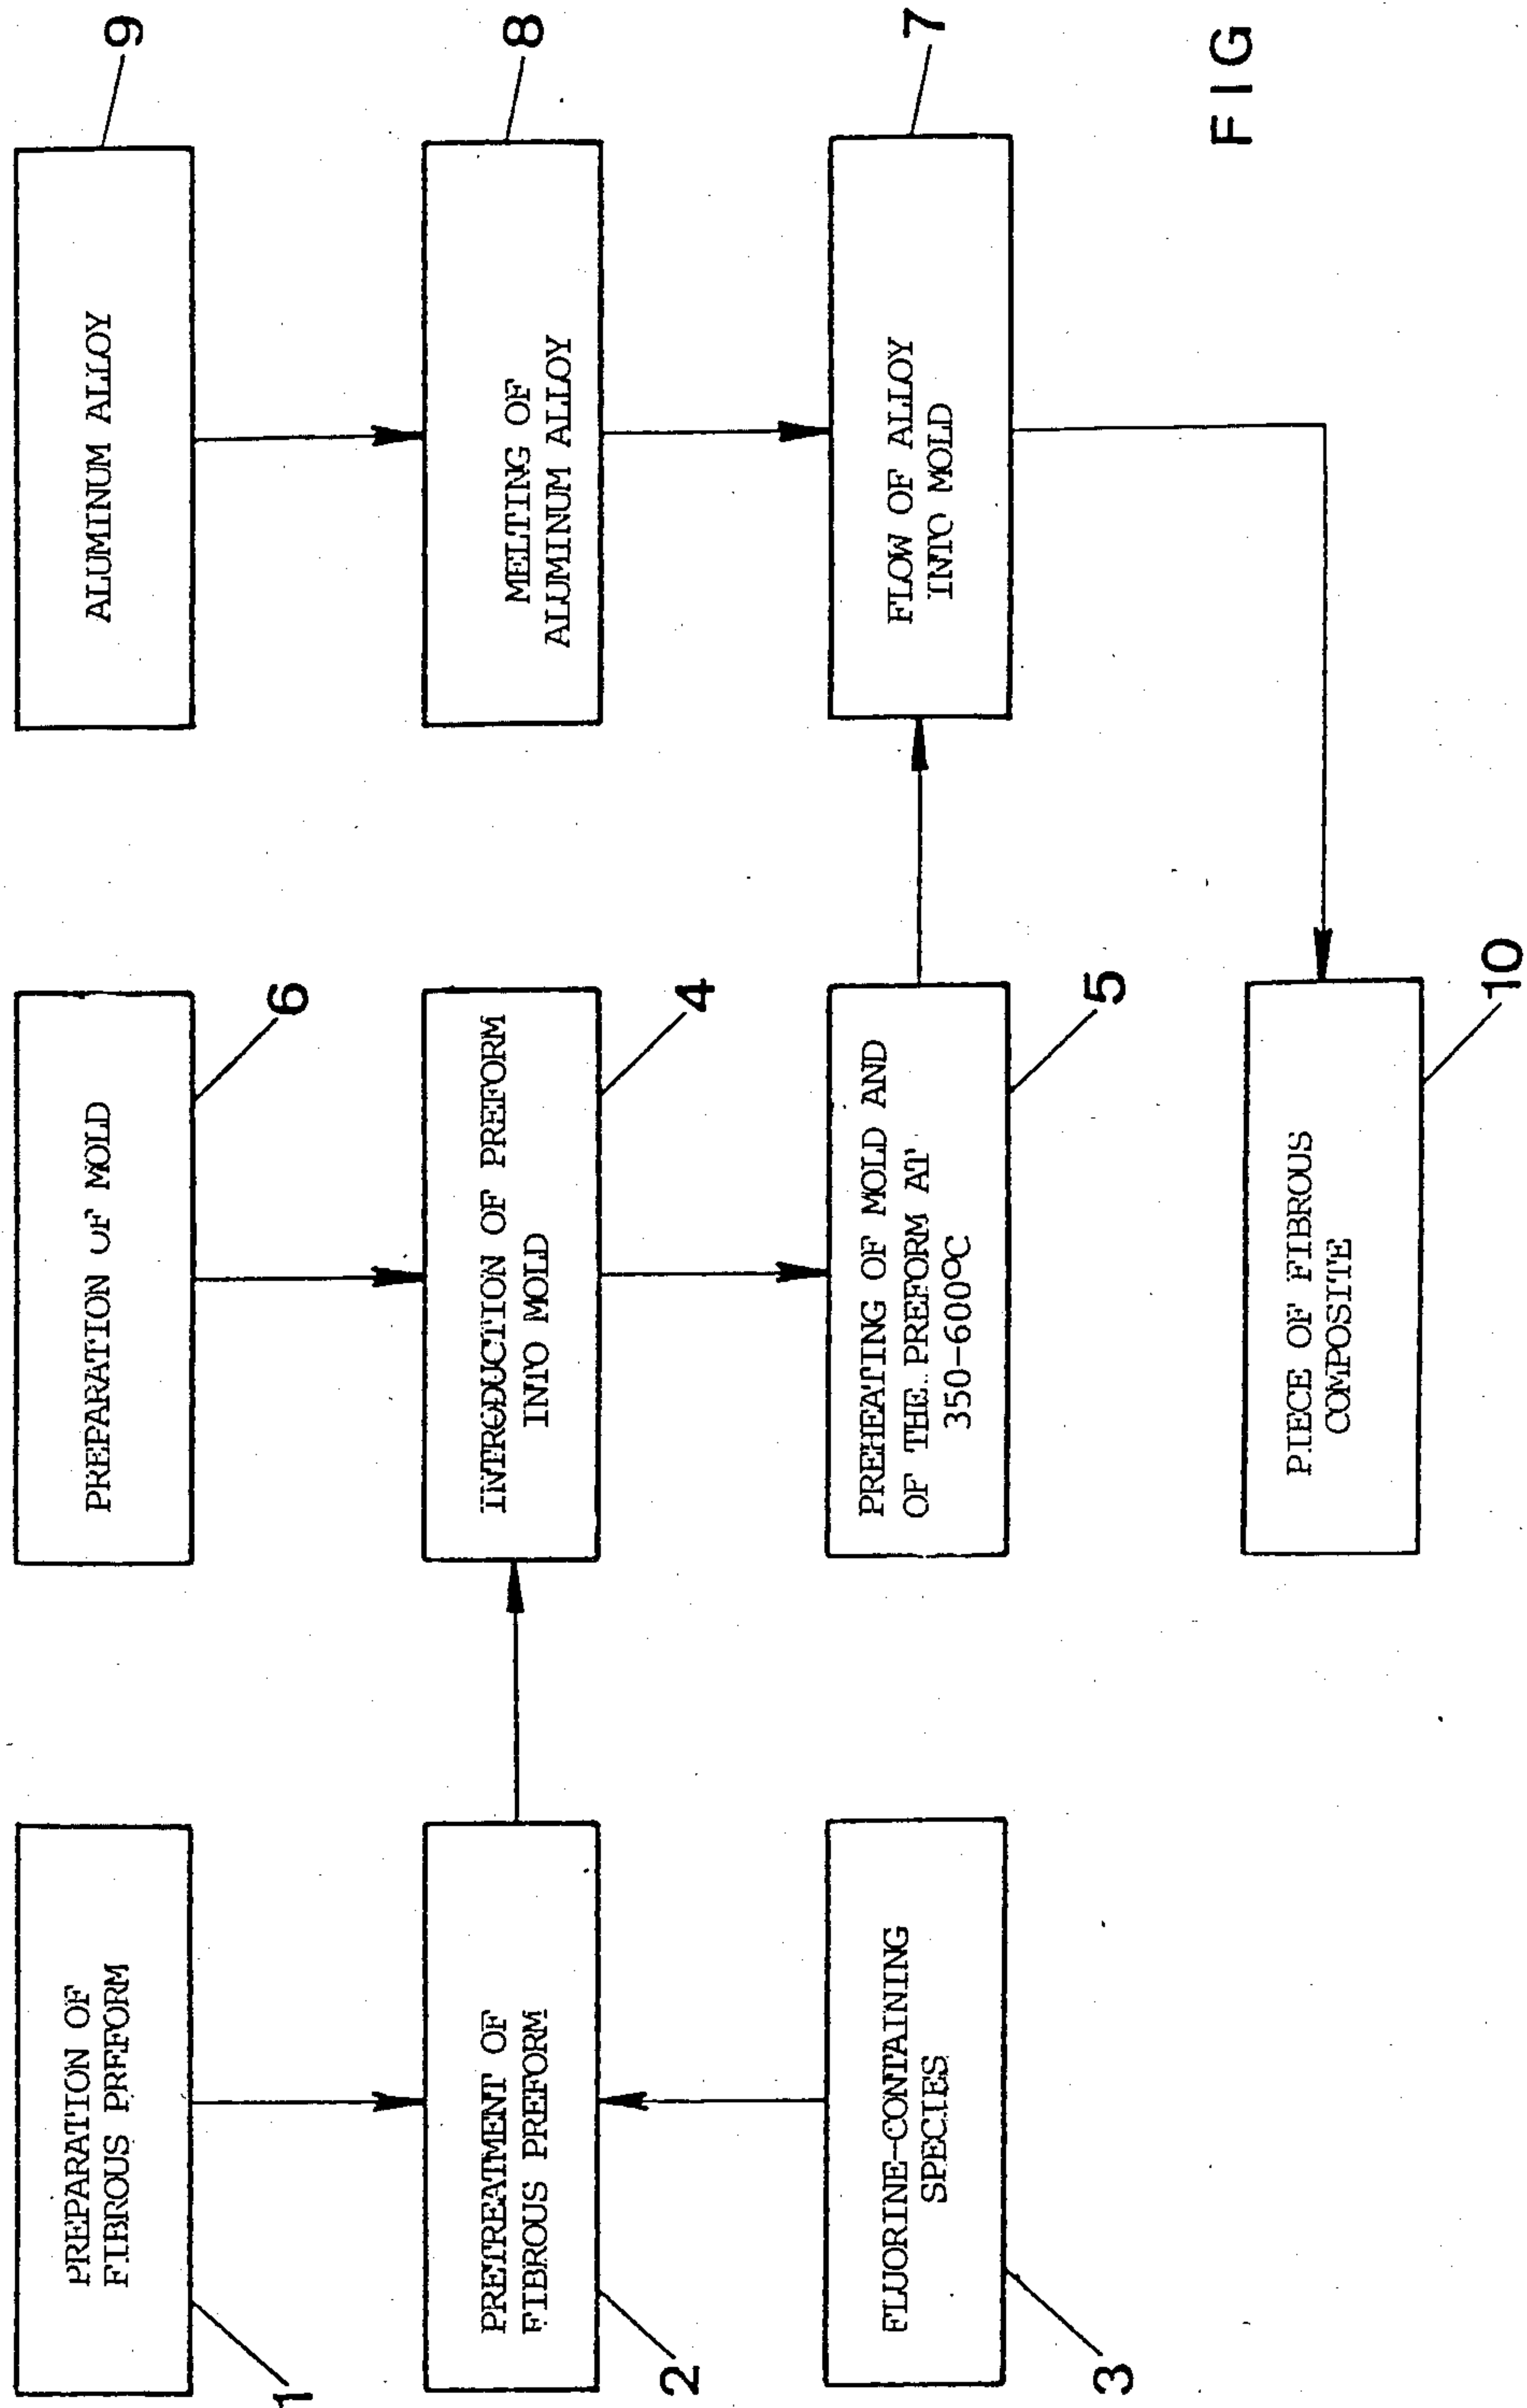 PREPARATION OF
FIBROUS PREFORM
1
PRETREATMENT OF
FIBROUS PREFORM
2
FLUORINE-CONTAINING
SPECIES
3
PREPARATION OF MOLD
6
INTRODUCTION OF PREFORM
INTO MOLD
4
PREHEATING OF MOLD AND
OF THE PREFORM AT
350-600°C
5
PIECE OF FIBROUS
COMPOSITE
10
ALUMINUM ALLOY
9
MELTING OF
ALUMINUM ALLOY
8
FLOW OF ALLOY
INTO MOLD
7
FIG